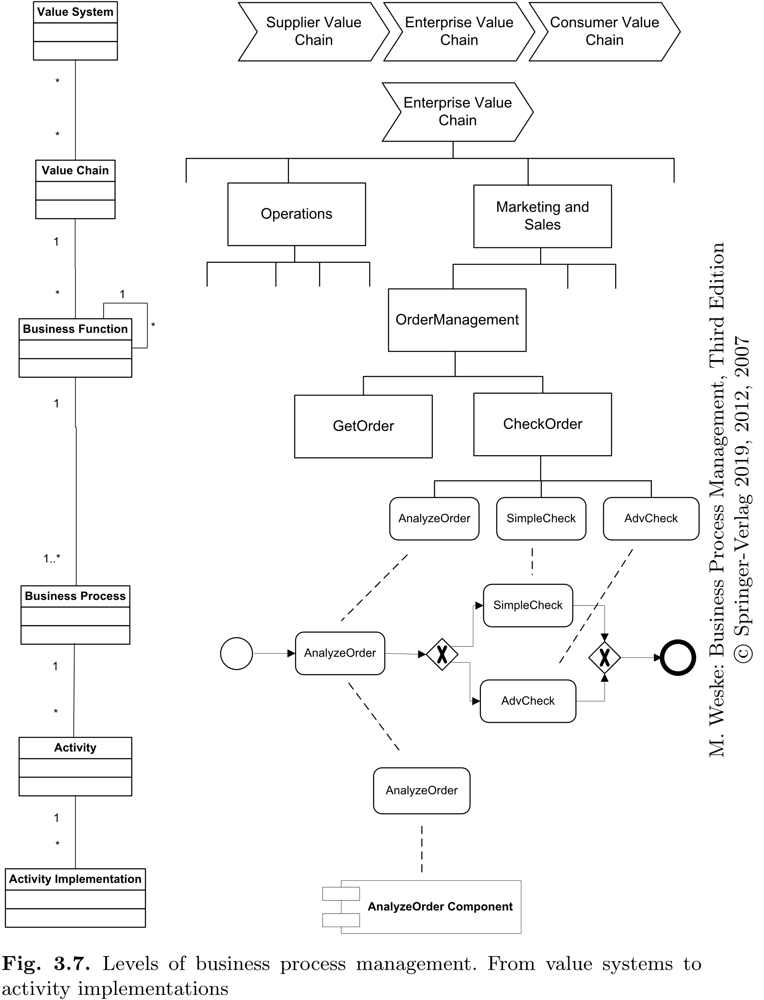 Value System
*
*
Value Chain
1
*
1
*
Business Function
1
1..*
Business Process
1
*
Activity
1
*
Activity Implementation
Supplier Value
Chain
Enterprise Value
Chain
Consumer Value
Chain
Enterprise Value
Chain
Operations
Marketing and
Sales
OrderManagement
GetOrder
CheckOrder
AnalyzeOrder
SimpleCheck
AdvCheck
SimpleCheck
AnalyzeOrder
X
X
AdvCheck
AnalyzeOrder
AnalyzeOrder Component
M. Weske: Business Process Management, Third Edition
© Springer-Verlag 2019, 2012, 2007
Fig. 3.7. Levels of business process management. From value systems to
activity implementations